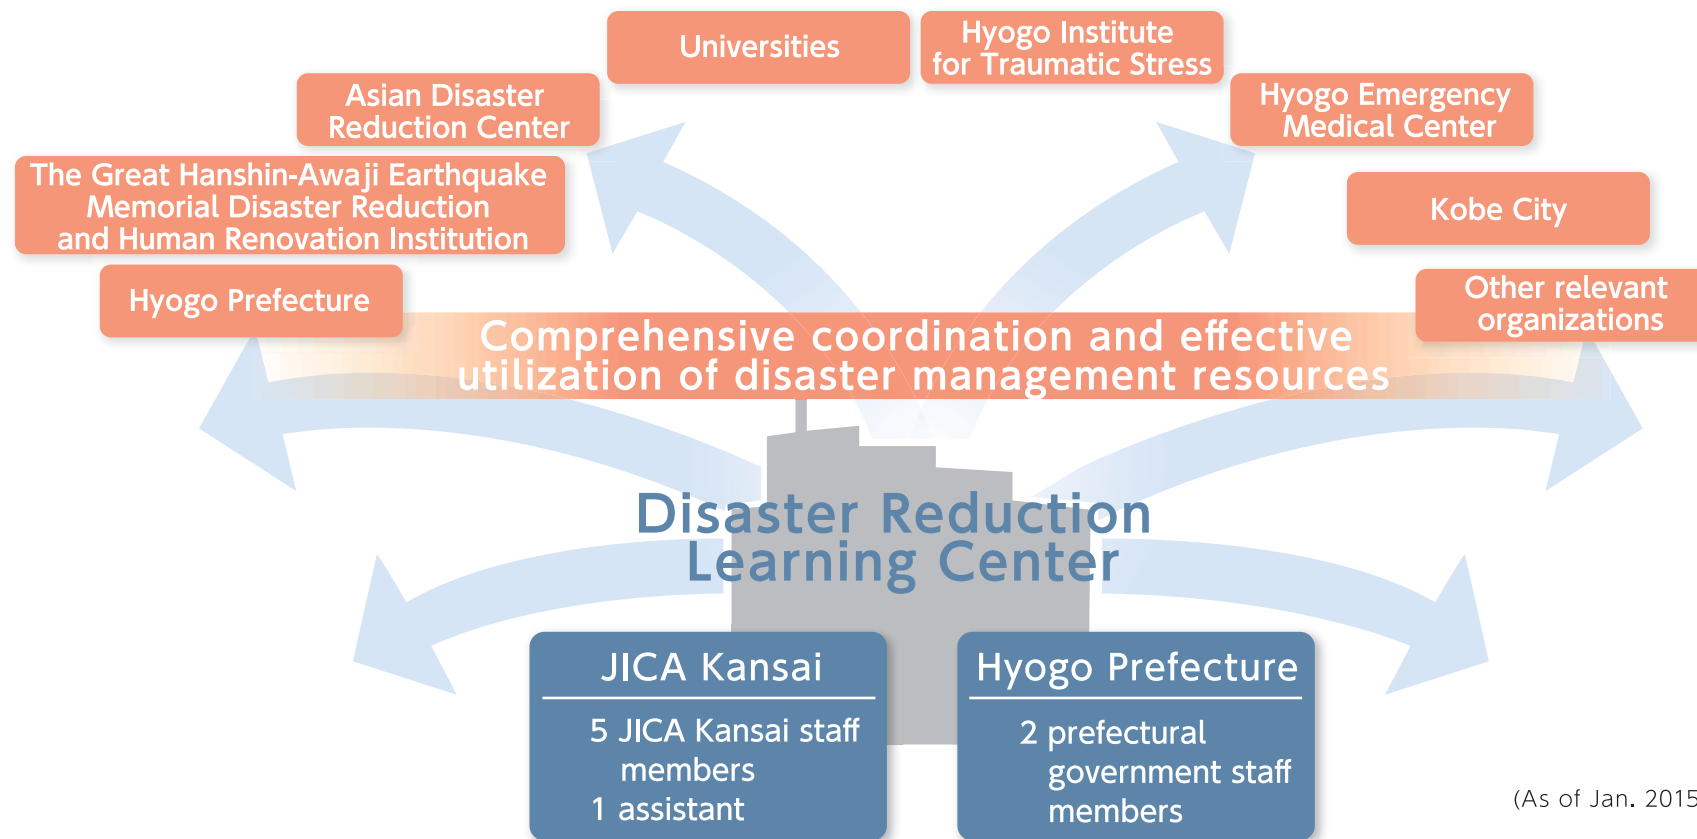 Universities
Hyogo Institute
for Traumatic Stress
Asian Disaster
Reduction Center
Hyogo Emergency
Medical Center
The Great Hanshin-Awaji Earthquake
Memorial Disaster Reduction
and Human Renovation Institution
Kobe City
Hyogo Prefecture
Other relevant
organizations
Comprehensive coordination and effective
utilization of disaster management resources
Disaster Reduction
Learning Center
JICA Kansai
5 JICA Kansai staff
members
1 assistant
Hyogo Prefecture
2 prefectural
government staff
members
(As of Jan. 2015